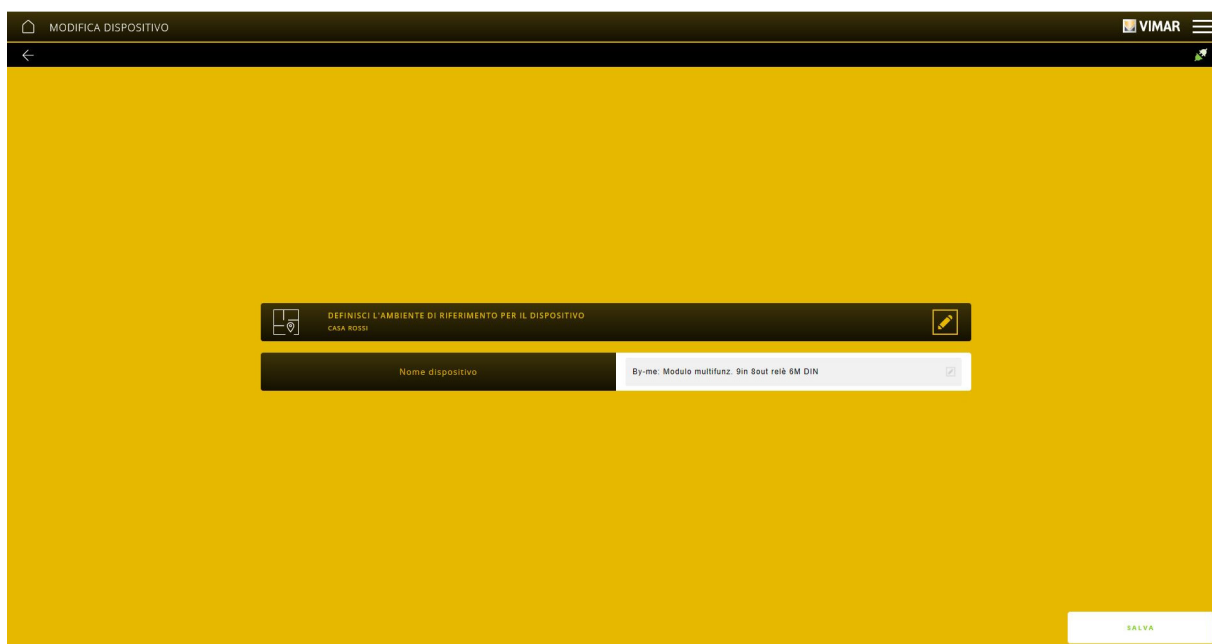 MODIFICA DISPOSITIVO
VIMAR
DEFINISCI L'AMBIENTE DI RIFERIMENTO PER IL DISPOSITIVO
CASA ROSSI
Nome dispositivo
By-me: Modulo multifunz. 9in 8out relè 6M DIN
SALVA